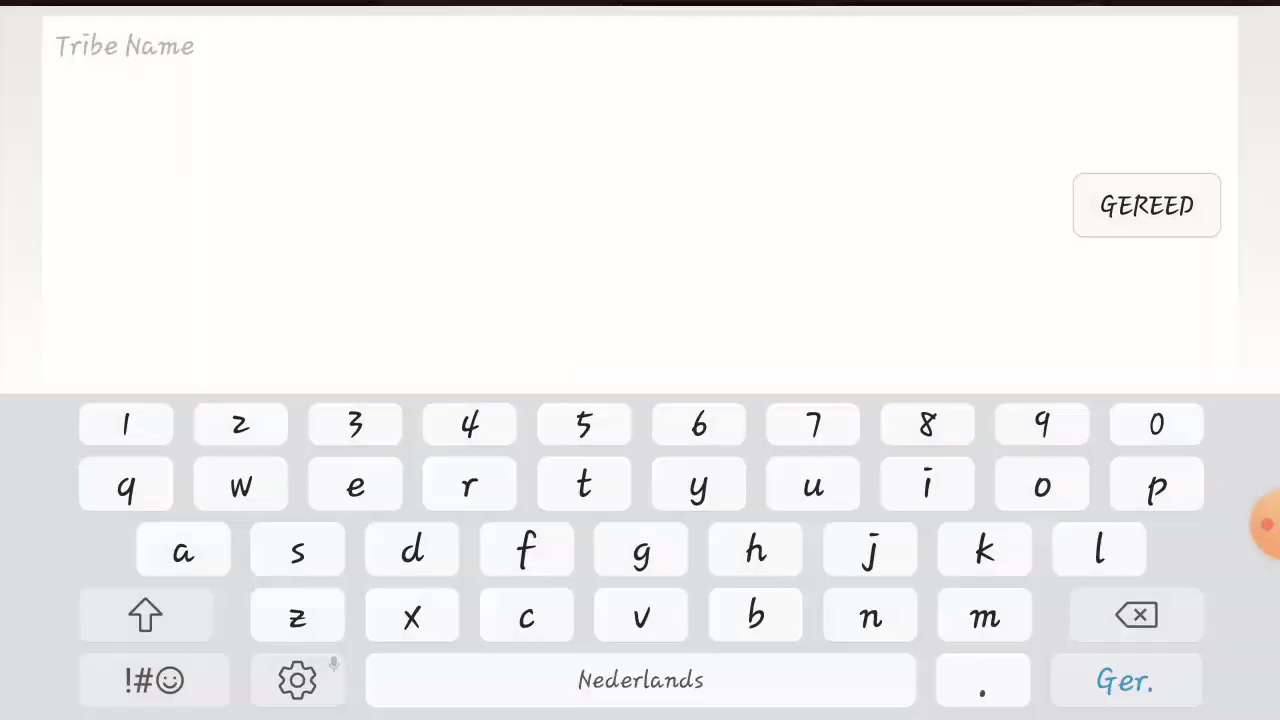 Tribe Name
GEREED
1 2 3 4 5 6 7 8 9 0
q w e r t y u i o p
a s d f g h j k l
z x c v b n m
!#☺ Nederlands . Ger.